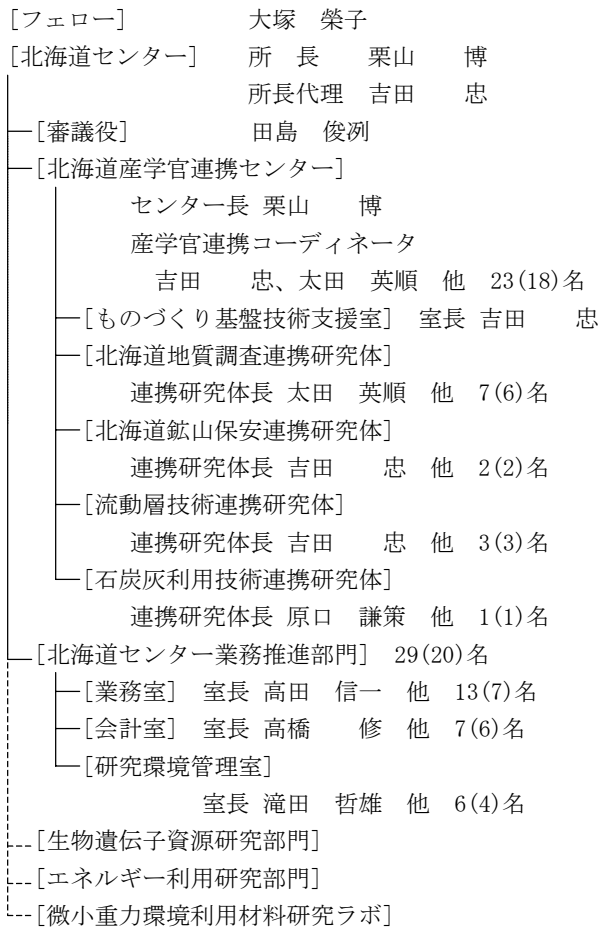 [フェロー]　大塚　榮子
[北海道センター]　所　長　栗山　博
所長代理　吉田　忠
[審議役]　田島　俊冽
[北海道産学官連携センター]
センター長　栗山　博
産学官連携コーディネータ
吉田　忠、太田　英順　他　23(18)名
[ものづくり基盤技術支援室]　室長　吉田　忠
[北海道地質調査連携研究体]
連携研究体長　太田　英順　他　7(6)名
[北海道鉱山保安連携研究体]
連携研究体長　吉田　忠　他　2(2)名
[流動層技術連携研究体]
連携研究体長　吉田　忠　他　3(3)名
[石炭灰利用技術連携研究体]
連携研究体長　原口　謙策　他　1(1)名
[北海道センター業務推進部門]　29(20)名
[業務室]　室長　高田　信一　他　13(7)名
[会計室]　室長　高橋　修　他　7(6)名
[研究環境管理室]
室長　滝田　哲雄　他　6(4)名
[生物遺伝子資源研究部門]
[エネルギー利用研究部門]
[微小重力環境利用材料研究ラボ]